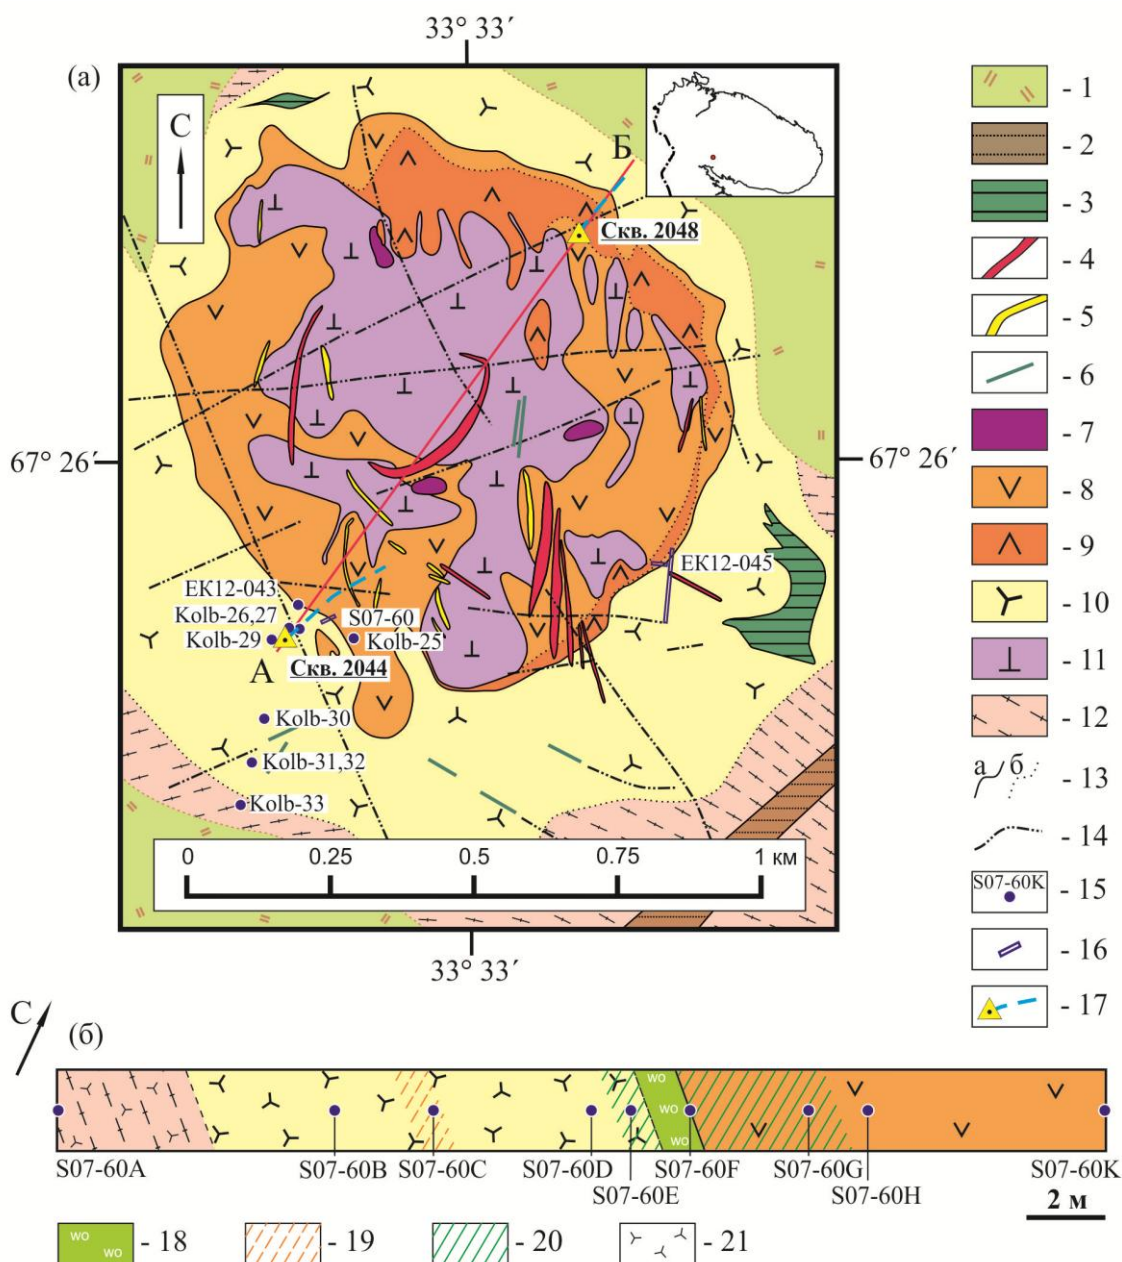 33° 33′
(а)
С
Б
Скв. 2048
67° 26′
67° 26′
ЕК12-043
ЕК12-045
Kolb-26,27
S07-60
Kolb-29
Kolb-25
А
Скв. 2044
Kolb-30
Kolb-31,32
Kolb-33
0 0.25 0.5 0.75 1 км
33° 33′
- 1
- 2
- 3
- 4
- 5
- 6
- 7
- 8
- 9
- 10
- 11
- 12
а б - 13
- 14
S07-60K - 15
- 16
- 17
С
(б)
wo
wo
wo
S07-60A S07-60B S07-60C S07-60D S07-60F S07-60G S07-60K
S07-60E S07-60H
2 м
wo wo - 18 - 19 - 20 - 21